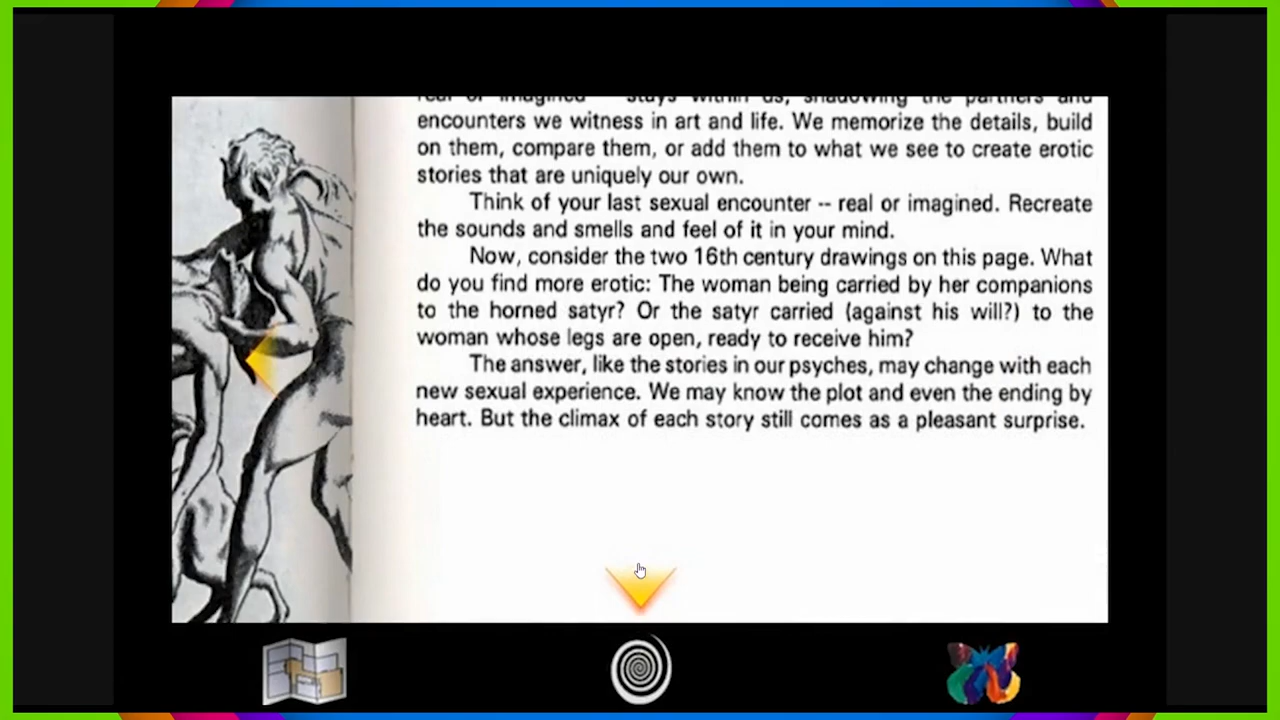 encounters we witness in art and life. We memorize the details, build
on them, compare them, or add them to what we see to create erotic
stories that are uniquely our own.
Think of your last sexual encounter -- real or imagined. Recreate
the sounds and smells and feel of it in your mind.
Now, consider the two 16th century drawings on this page. What
do you find more erotic: The woman being carried by her companions
to the horned satyr? Or the satyr carried (against his will?) to the
woman whose legs are open, ready to receive him?
The answer, like the stories in our psyches, may change with each
new sexual experience. We may know the plot and even the ending by
heart. But the climax of each story still comes as a pleasant surprise.